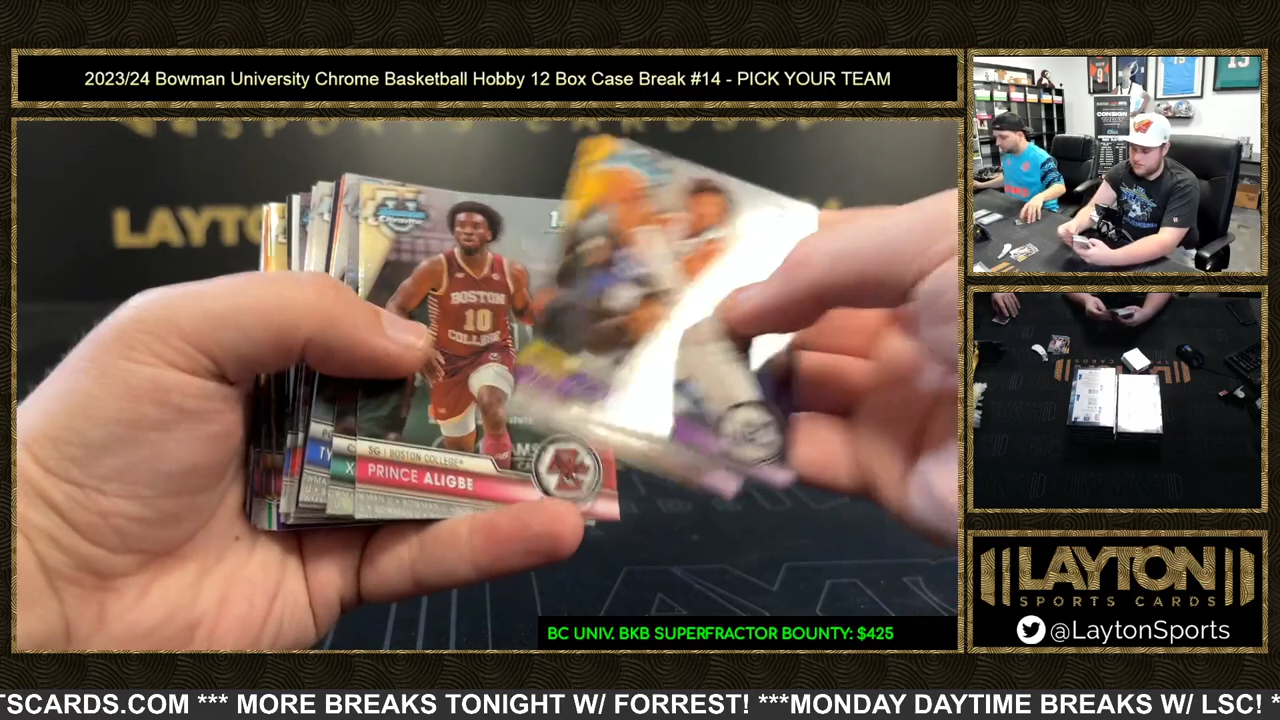 2023/24 Bowman University Chrome Basketball Hobby 12 Box Case Break #14 - PICK YOUR TEAM
LAYTO
BOSTON
10
COLLEGE
SG | BOSTON COLLEGE
PRINCE ALIGBE
BC UNIV. BKB SUPERFRACTOR BOUNTY: $425
CONSIGN
LAYTON
SPORTS CARDS
@LaytonSports
TSCARDS.COM *** MORE BREAKS TONIGHT W/ FORREST! ***MONDAY DAYTIME BREAKS W/ LSC! *